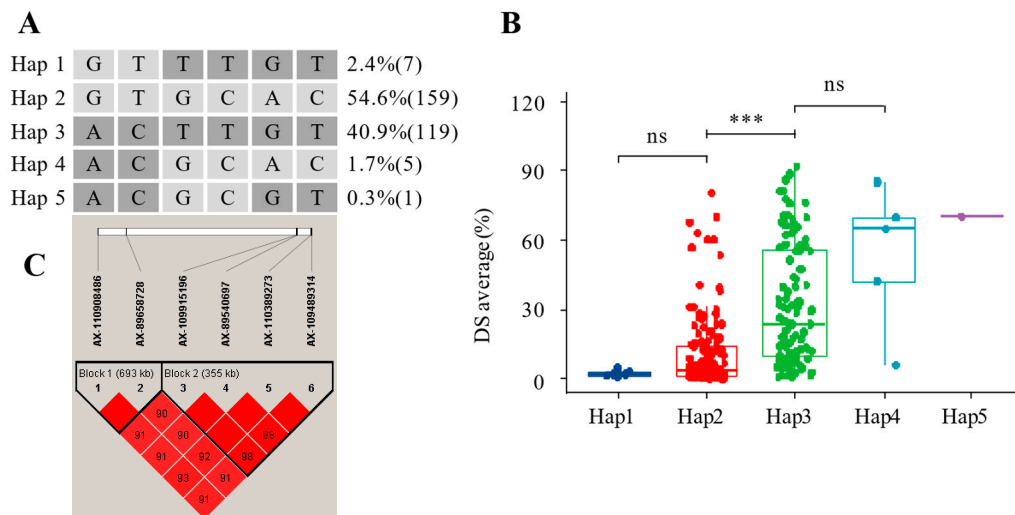 A
Hap 1 G T T T G T 2.4%(7)
Hap 2 G T G C A C 54.6%(159)
Hap 3 A C T T G T 40.9%(119)
Hap 4 A C G C A C 1.7%(5)
Hap 5 A C G C G T 0.3%(1)
C
AX-110908486
AX-89658728
AX-109915196
AX-89540697
AX-110389273
AX-109489314
Block 1 (693 kb)
Block 2 (355 kb)
1 2 3 4 5 6
90
91 90 98
91 92 98
93 91
91
B
DS average (%)
120
90
60
30
0
ns
***
ns
Hap1 Hap2 Hap3 Hap4 Hap5